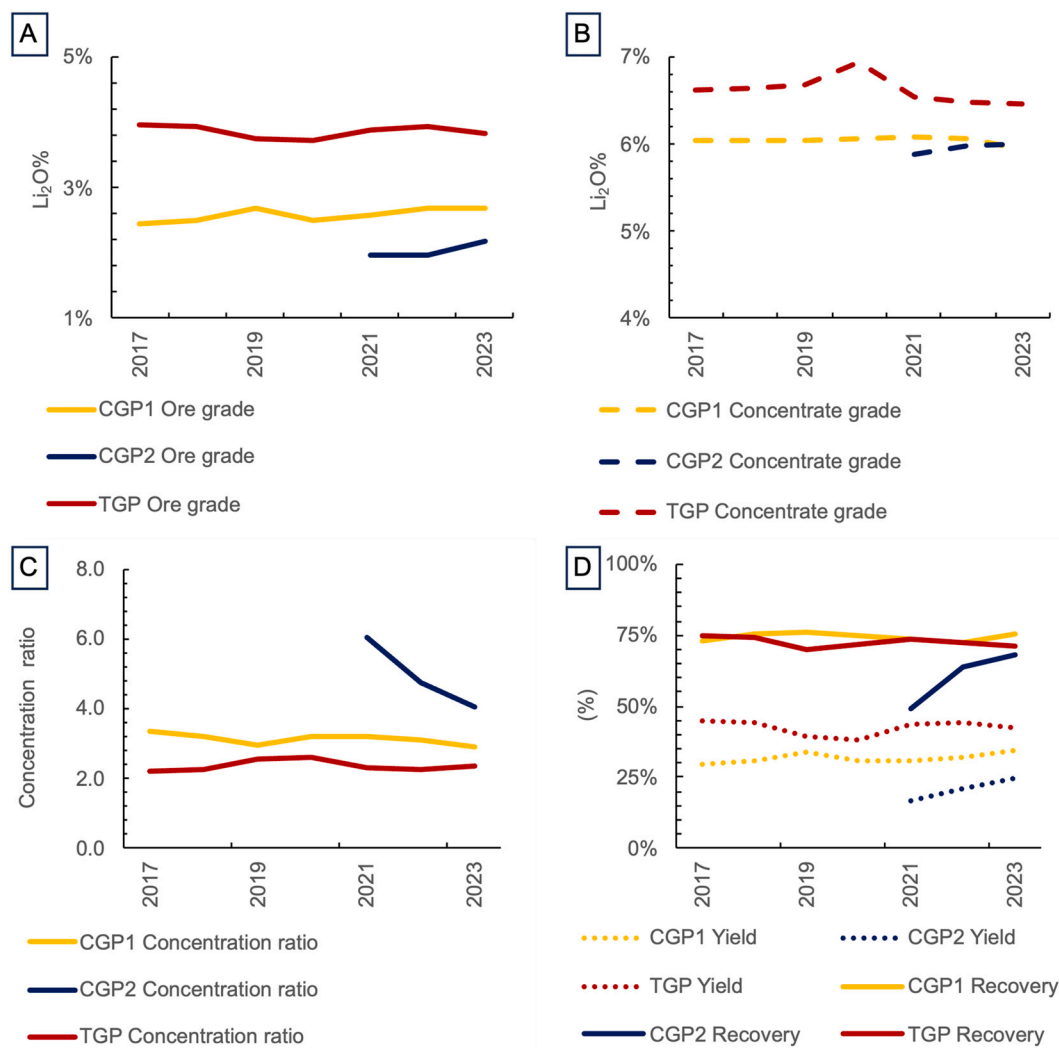 A
5%
3%
1%
Li₂O%
2017
2019
2021
2023
CGP1 Ore grade
CGP2 Ore grade
TGP Ore grade
B
7%
6%
5%
4%
Li₂O%
2017
2019
2021
2023
CGP1 Concentrate grade
CGP2 Concentrate grade
TGP Concentrate grade
C
8.0
6.0
4.0
2.0
0.0
Concentration ratio
2017
2019
2021
2023
CGP1 Concentration ratio
CGP2 Concentration ratio
TGP Concentration ratio
D
100%
75%
50%
25%
0%
(%)
2017
2019
2021
2023
CGP1 Yield
CGP2 Yield
TGP Yield
CGP1 Recovery
CGP2 Recovery
TGP Recovery